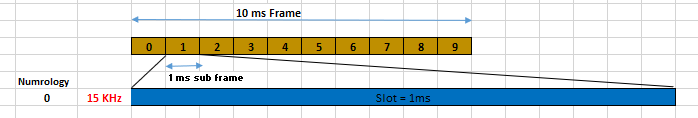 10 ms Frame
0 1 2 3 4 5 6 7 8 9
1 ms sub frame
Numrology
0 15 KHz Slot = 1ms